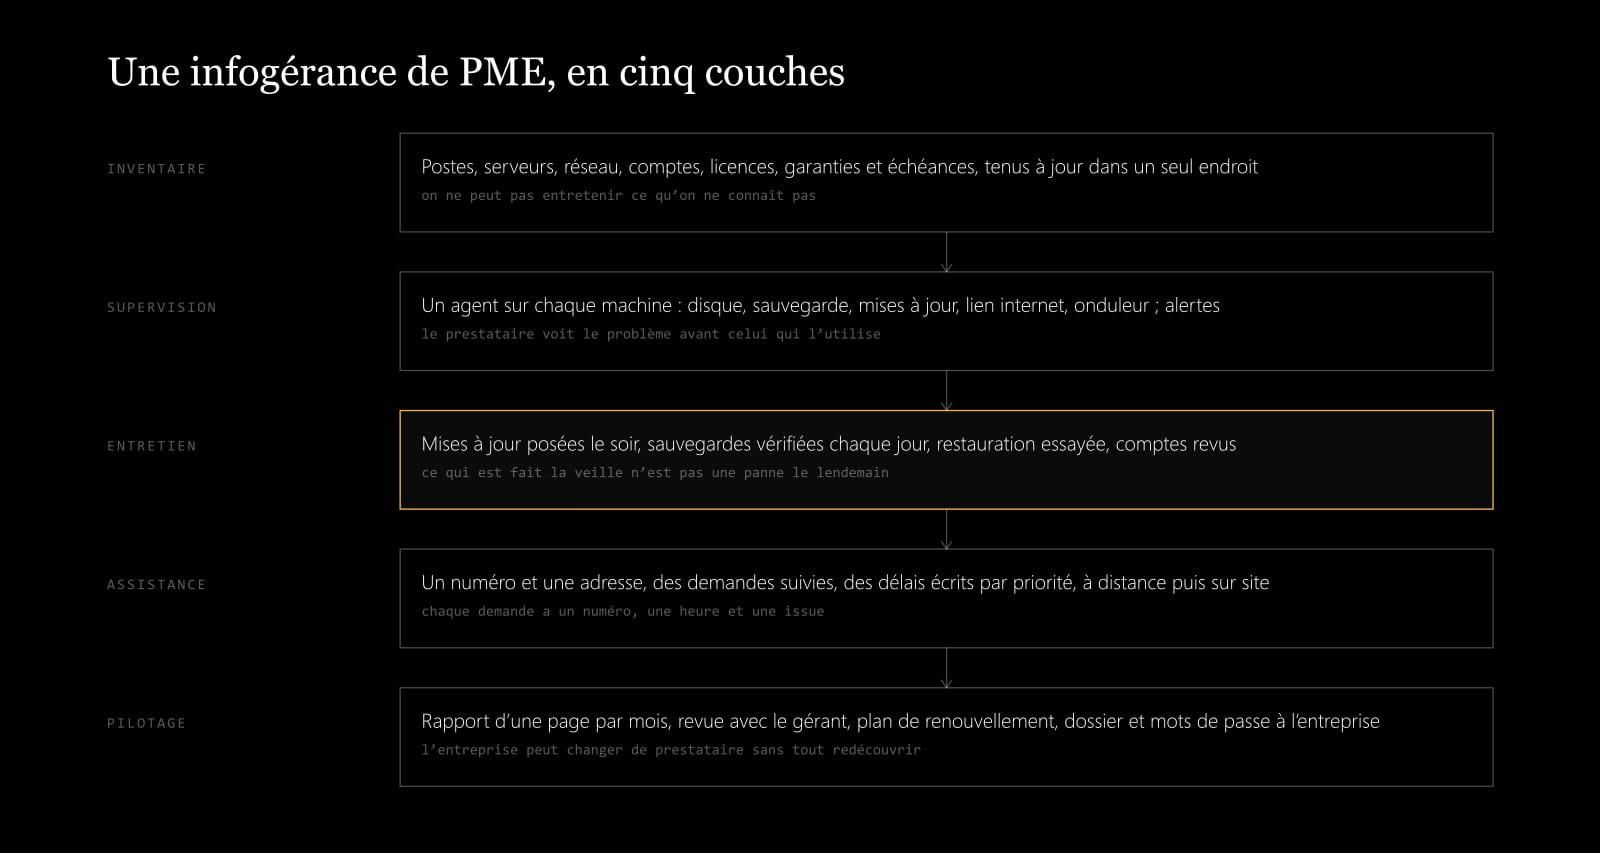 Une infogérance de PME, en cinq couches
INVENTAIRE
Postes, serveurs, réseau, comptes, licences, garanties et échéances, tenus à jour dans un seul endroit
on ne peut pas entretenir ce qu’on ne connaît pas
SUPERVISION
Un agent sur chaque machine : disque, sauvegarde, mises à jour, lien internet, onduleur ; alertes
le prestataire voit le problème avant celui qui l’utilise
ENTRETIEN
Mises à jour posées le soir, sauvegardes vérifiées chaque jour, restauration essayée, comptes revus
ce qui est fait la veille n’est pas une panne le lendemain
ASSISTANCE
Un numéro et une adresse, des demandes suivies, des délais écrits par priorité, à distance puis sur site
chaque demande a un numéro, une heure et une issue
PILOTAGE
Rapport d’une page par mois, revue avec le gérant, plan de renouvellement, dossier et mots de passe à l’entreprise
l’entreprise peut changer de prestataire sans tout redécouvrir